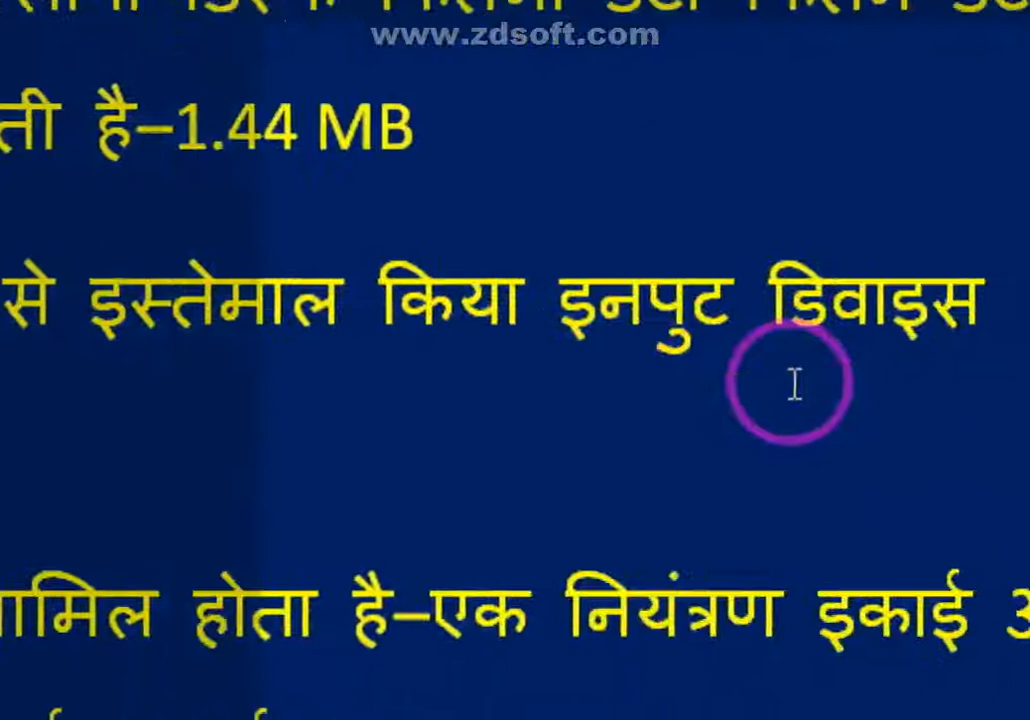 www.zdsoft.com
ती है–1.44 MB
से इस्तेमाल किया इनपुट डिवाइस
होता है–एक नियंत्रण इकाई